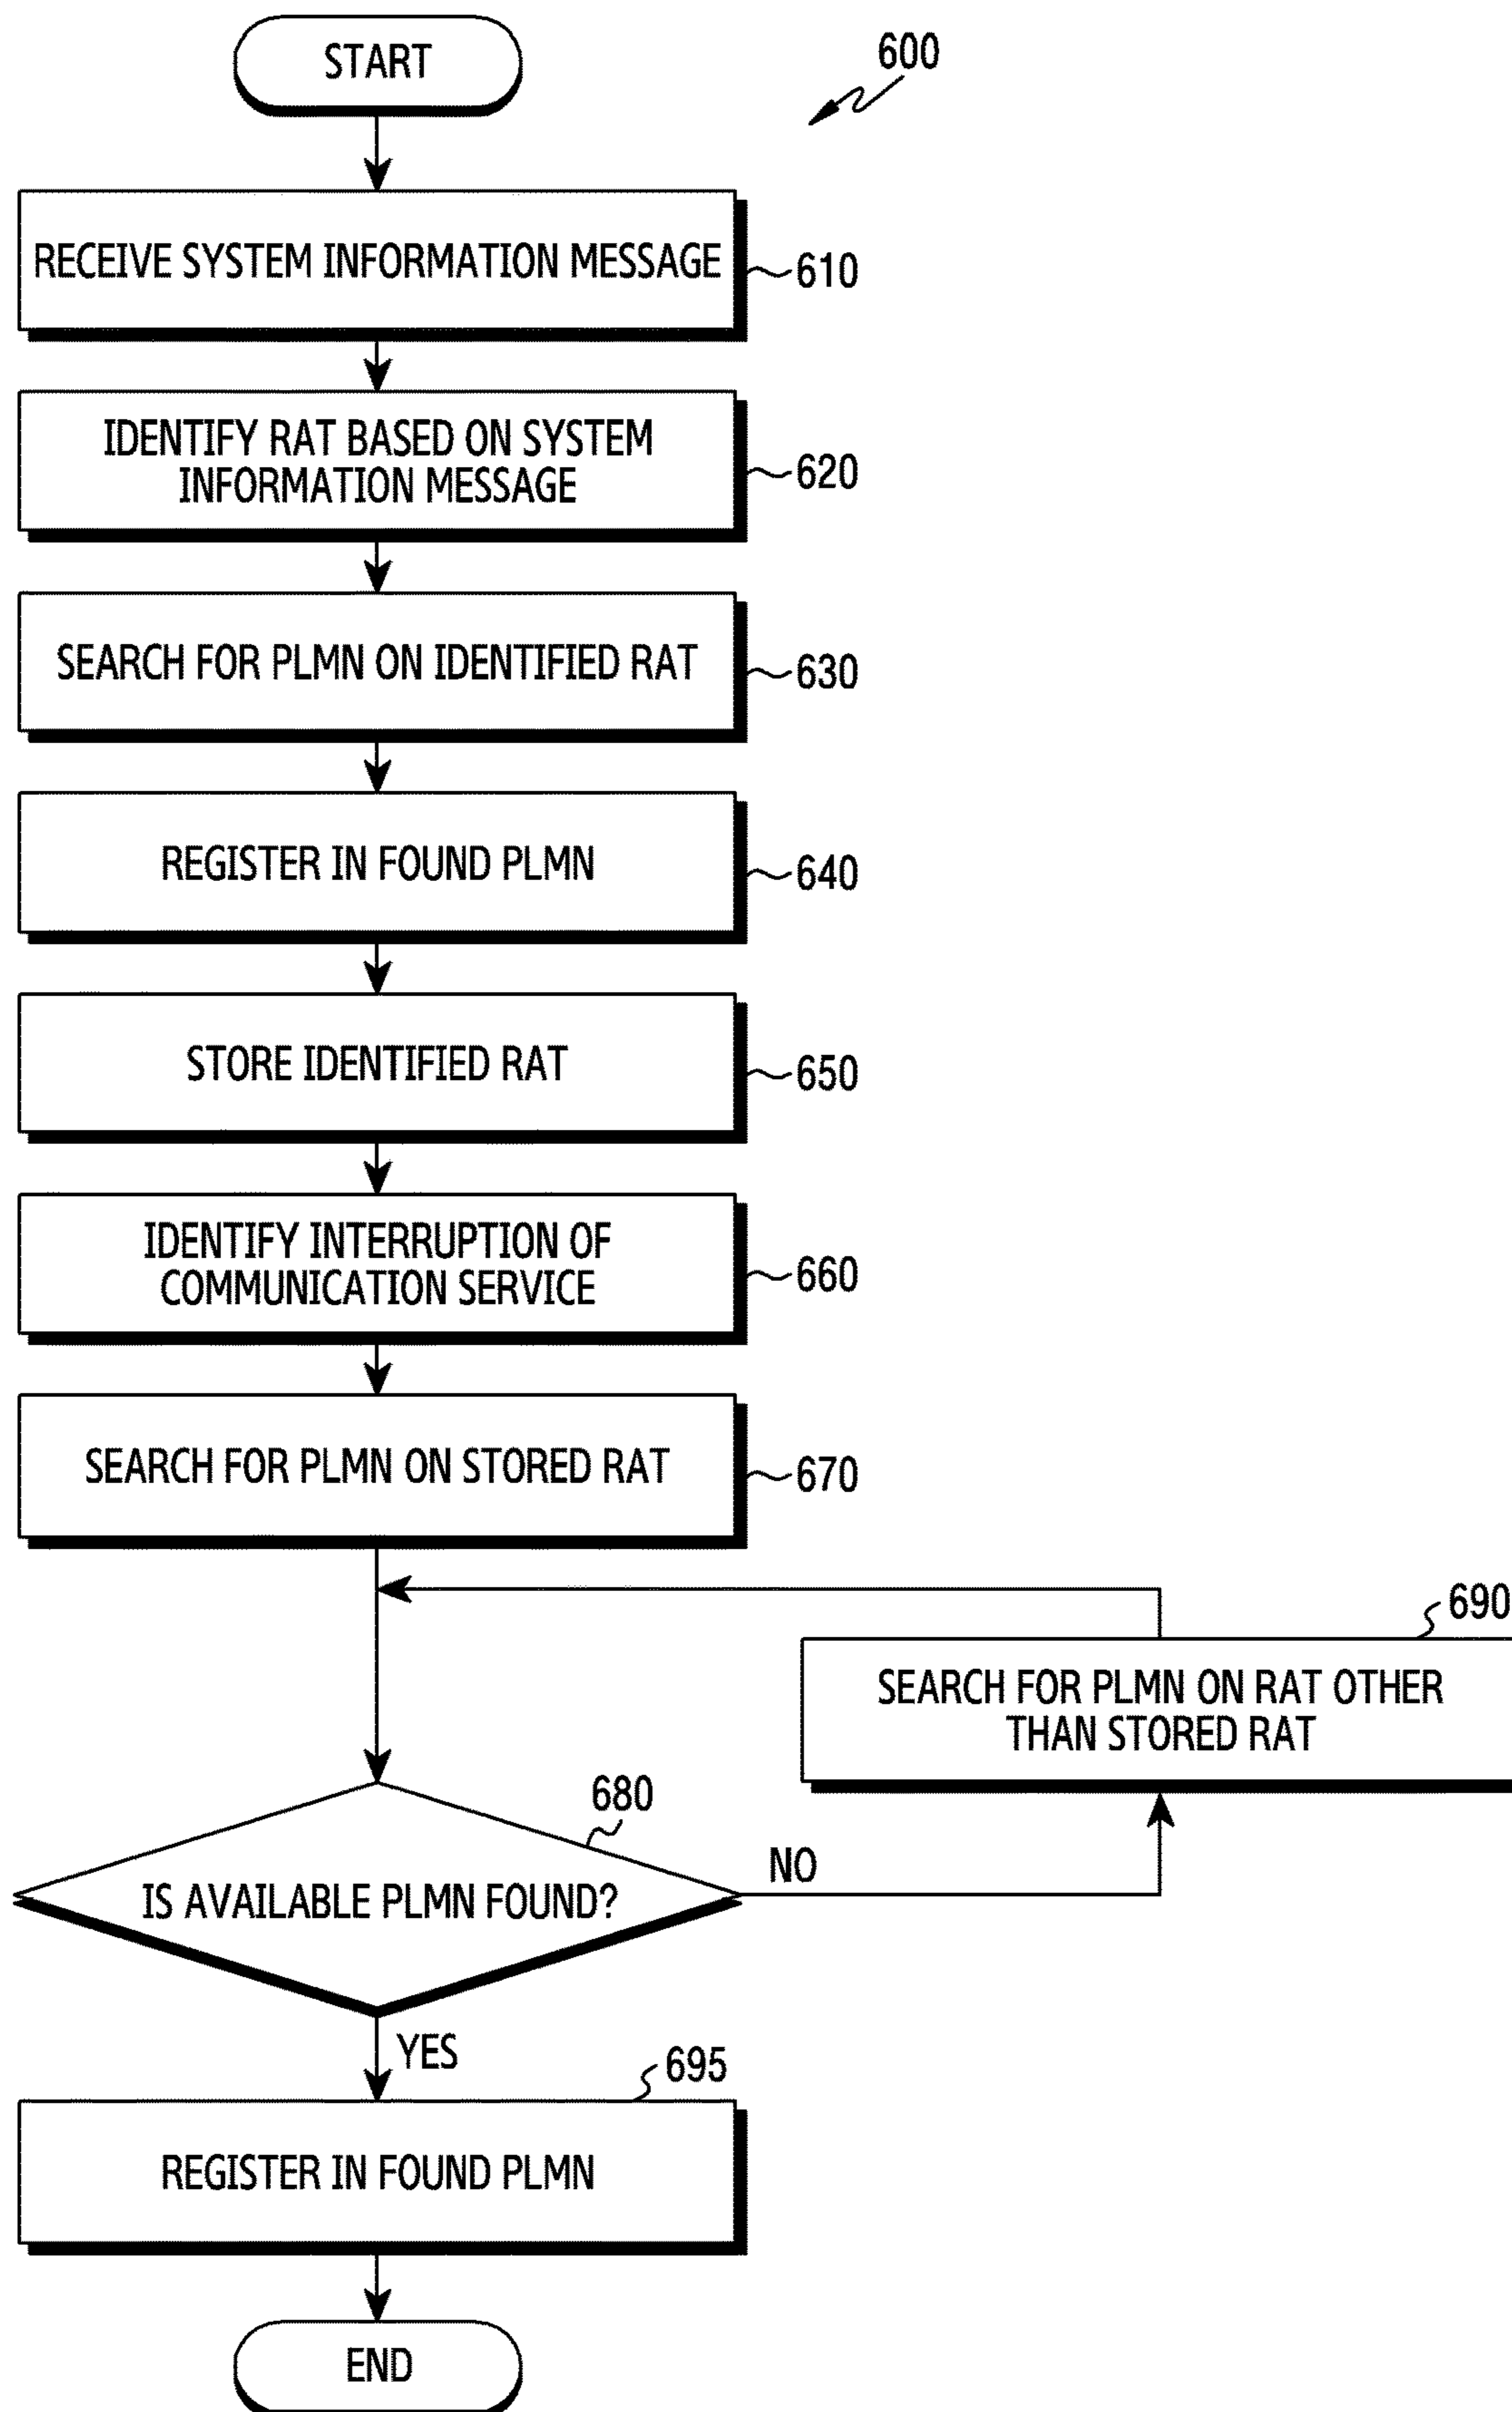 START
600
RECEIVE SYSTEM INFORMATION MESSAGE
610
IDENTIFY RAT BASED ON SYSTEM
INFORMATION MESSAGE
620
SEARCH FOR PLMN ON IDENTIFIED RAT
630
REGISTER IN FOUND PLMN
640
STORE IDENTIFIED RAT
650
IDENTIFY INTERRUPTION OF
COMMUNICATION SERVICE
660
SEARCH FOR PLMN ON STORED RAT
670
690
SEARCH FOR PLMN ON RAT OTHER
THAN STORED RAT
680
IS AVAILABLE PLMN FOUND?
NO
YES
695
REGISTER IN FOUND PLMN
END